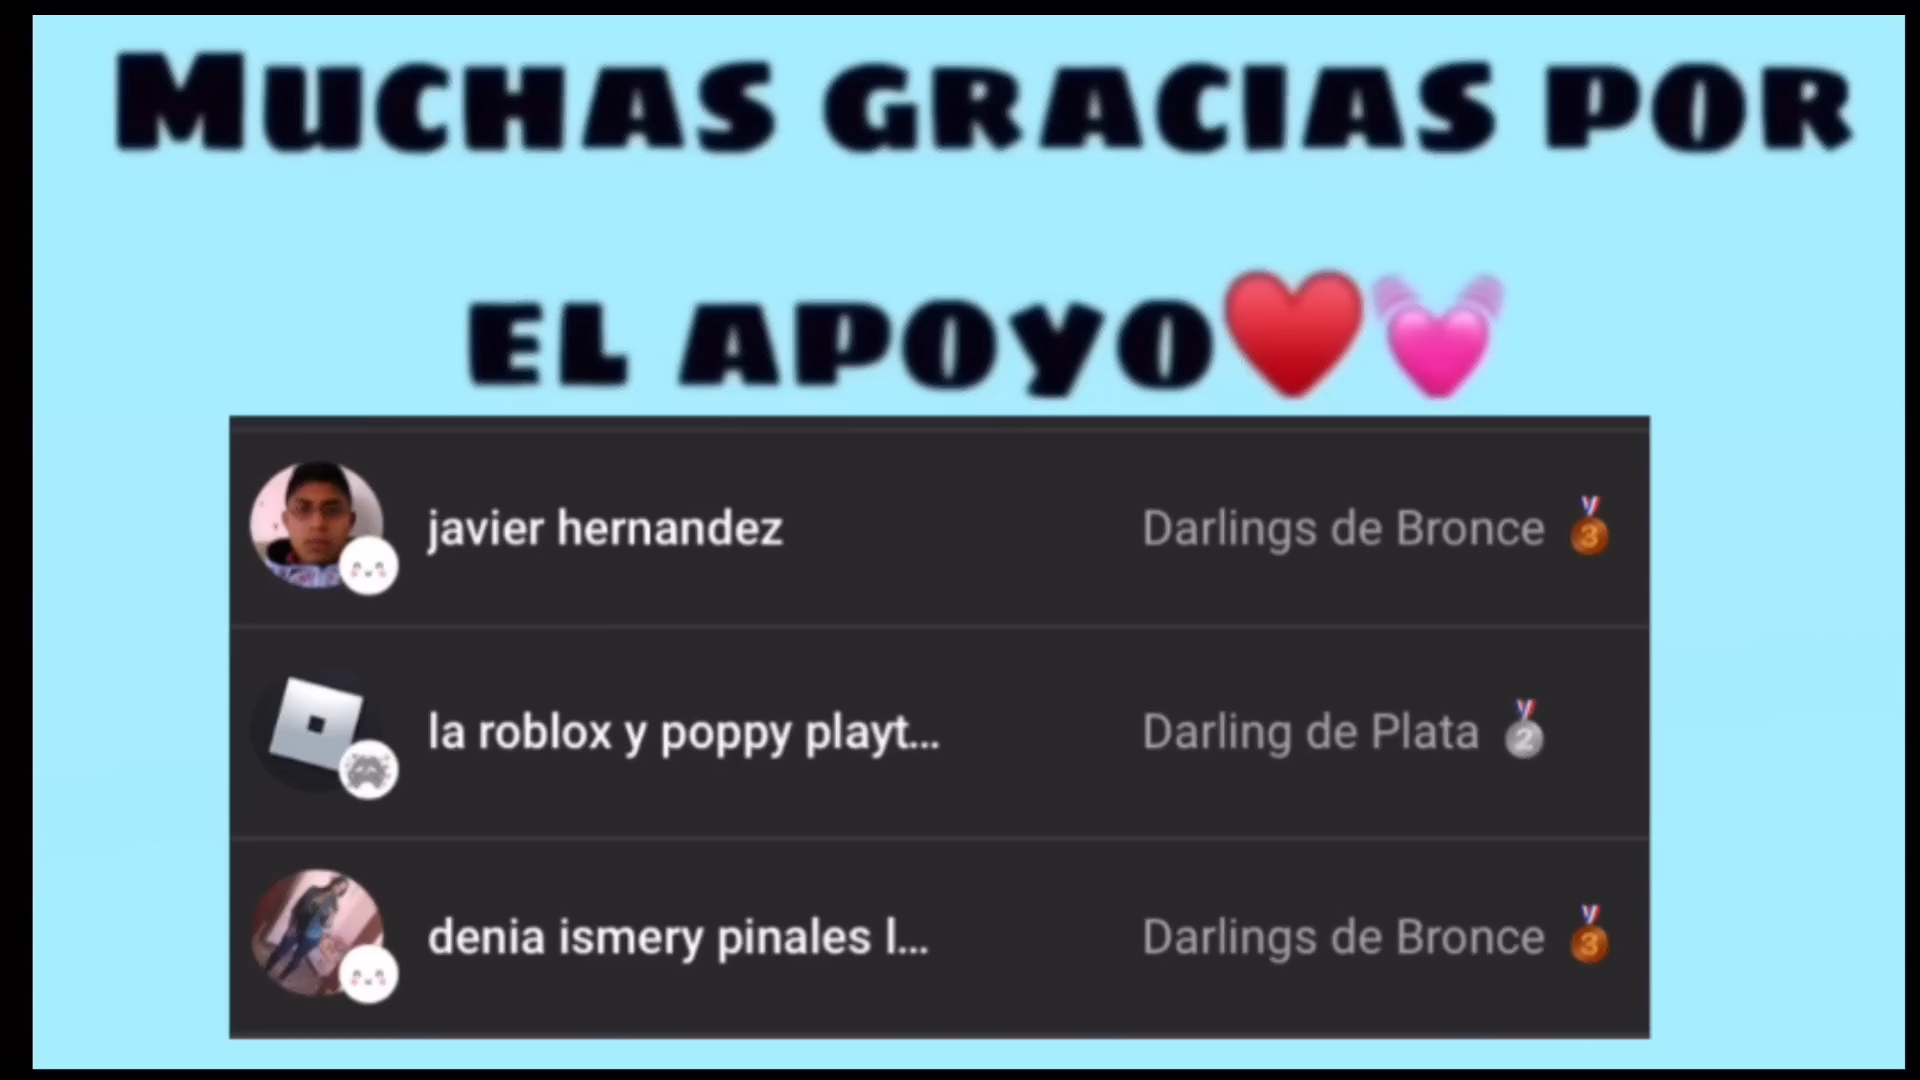 Muchas gracias por
el apoyo❤️💓
javier hernandez
Darlings de Bronce 🥉
la roblox y poppy playt...
Darling de Plata 🥈
denia ismery pinales l...
Darlings de Bronce 🥉